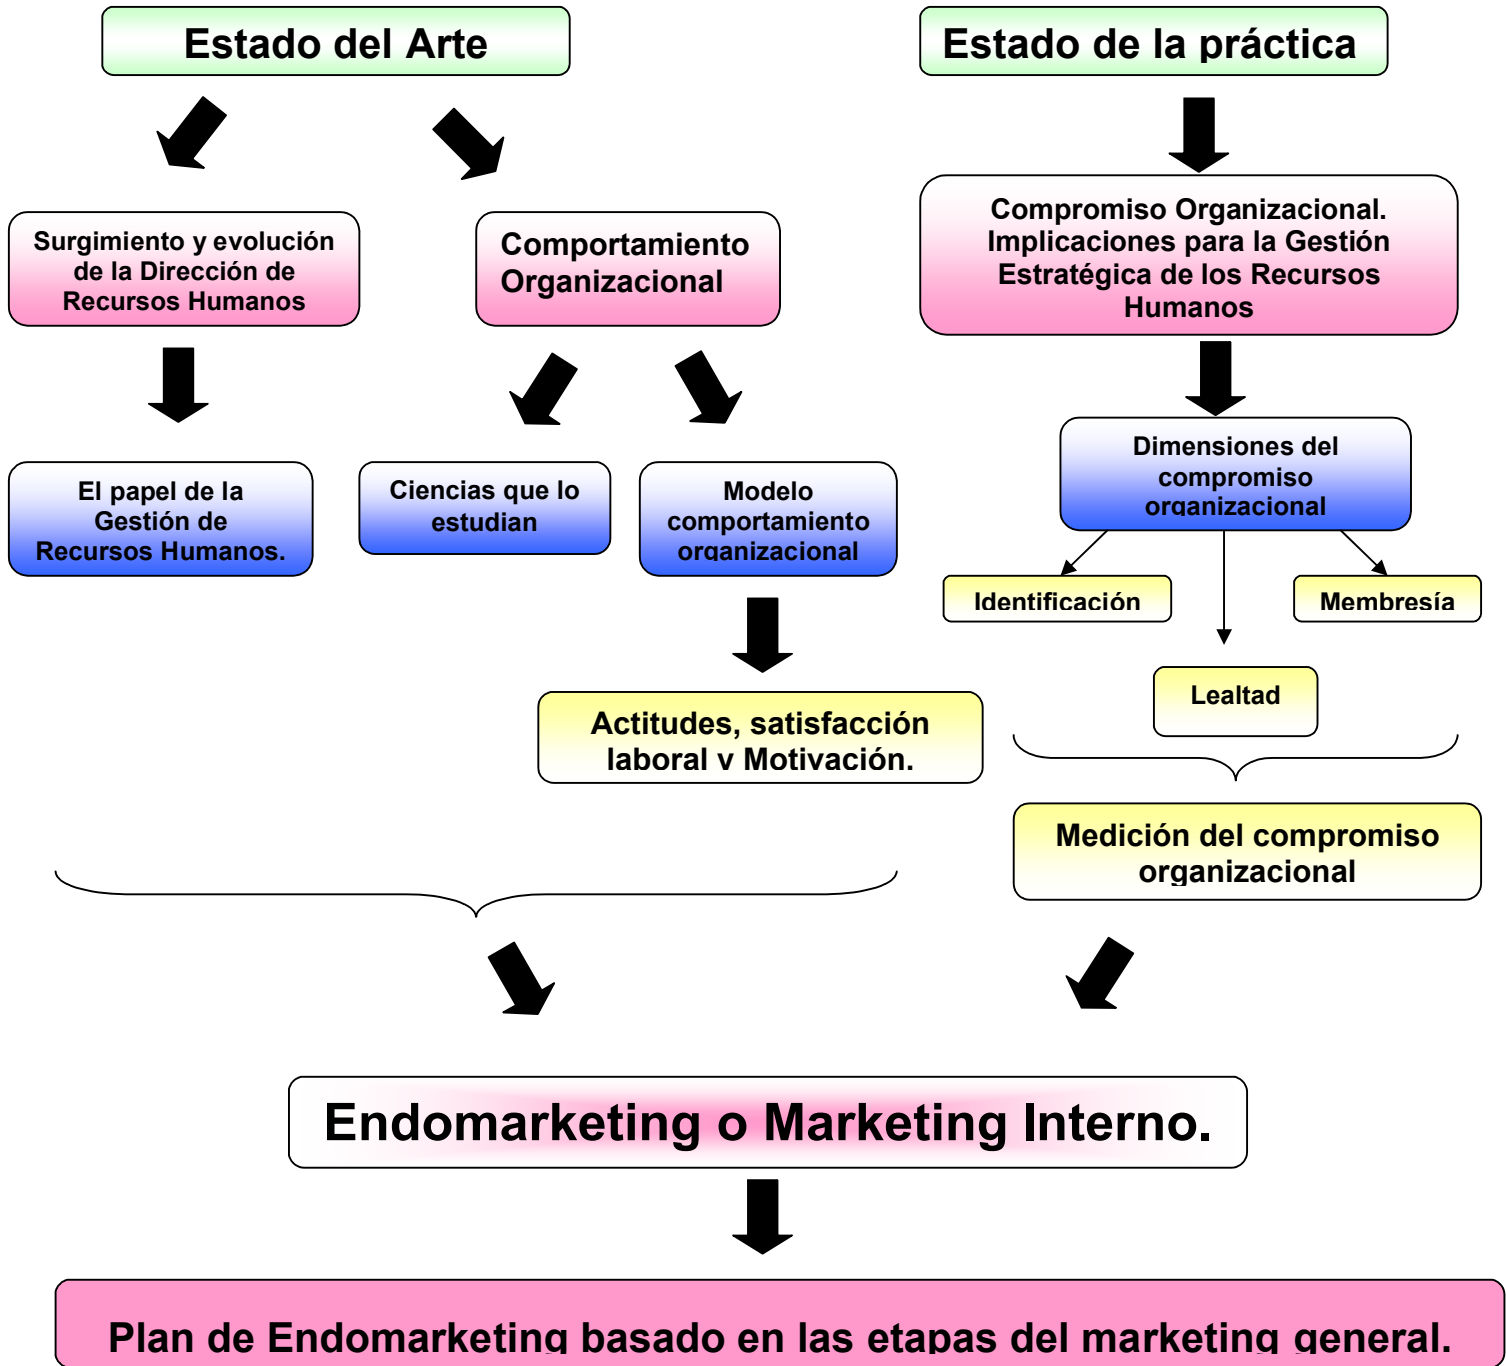 Estado del Arte
Estado de la práctica
Surgimiento y evolución
de la Dirección de
Recursos Humanos
Comportamiento
Organizacional
Compromiso Organizacional.
Implicaciones para la Gestión
Estratégica de los Recursos
Humanos
El papel de la
Gestión de
Recursos Humanos.
Ciencias que lo
estudian
Modelo
comportamiento
organizacional
Dimensiones del
compromiso
organizacional
Identificación
Membresía
Lealtad
Actitudes, satisfacción
laboral y Motivación.
Medición del compromiso
organizacional
Endomarketing o Marketing Interno.
Plan de Endomarketing basado en las etapas del marketing general.